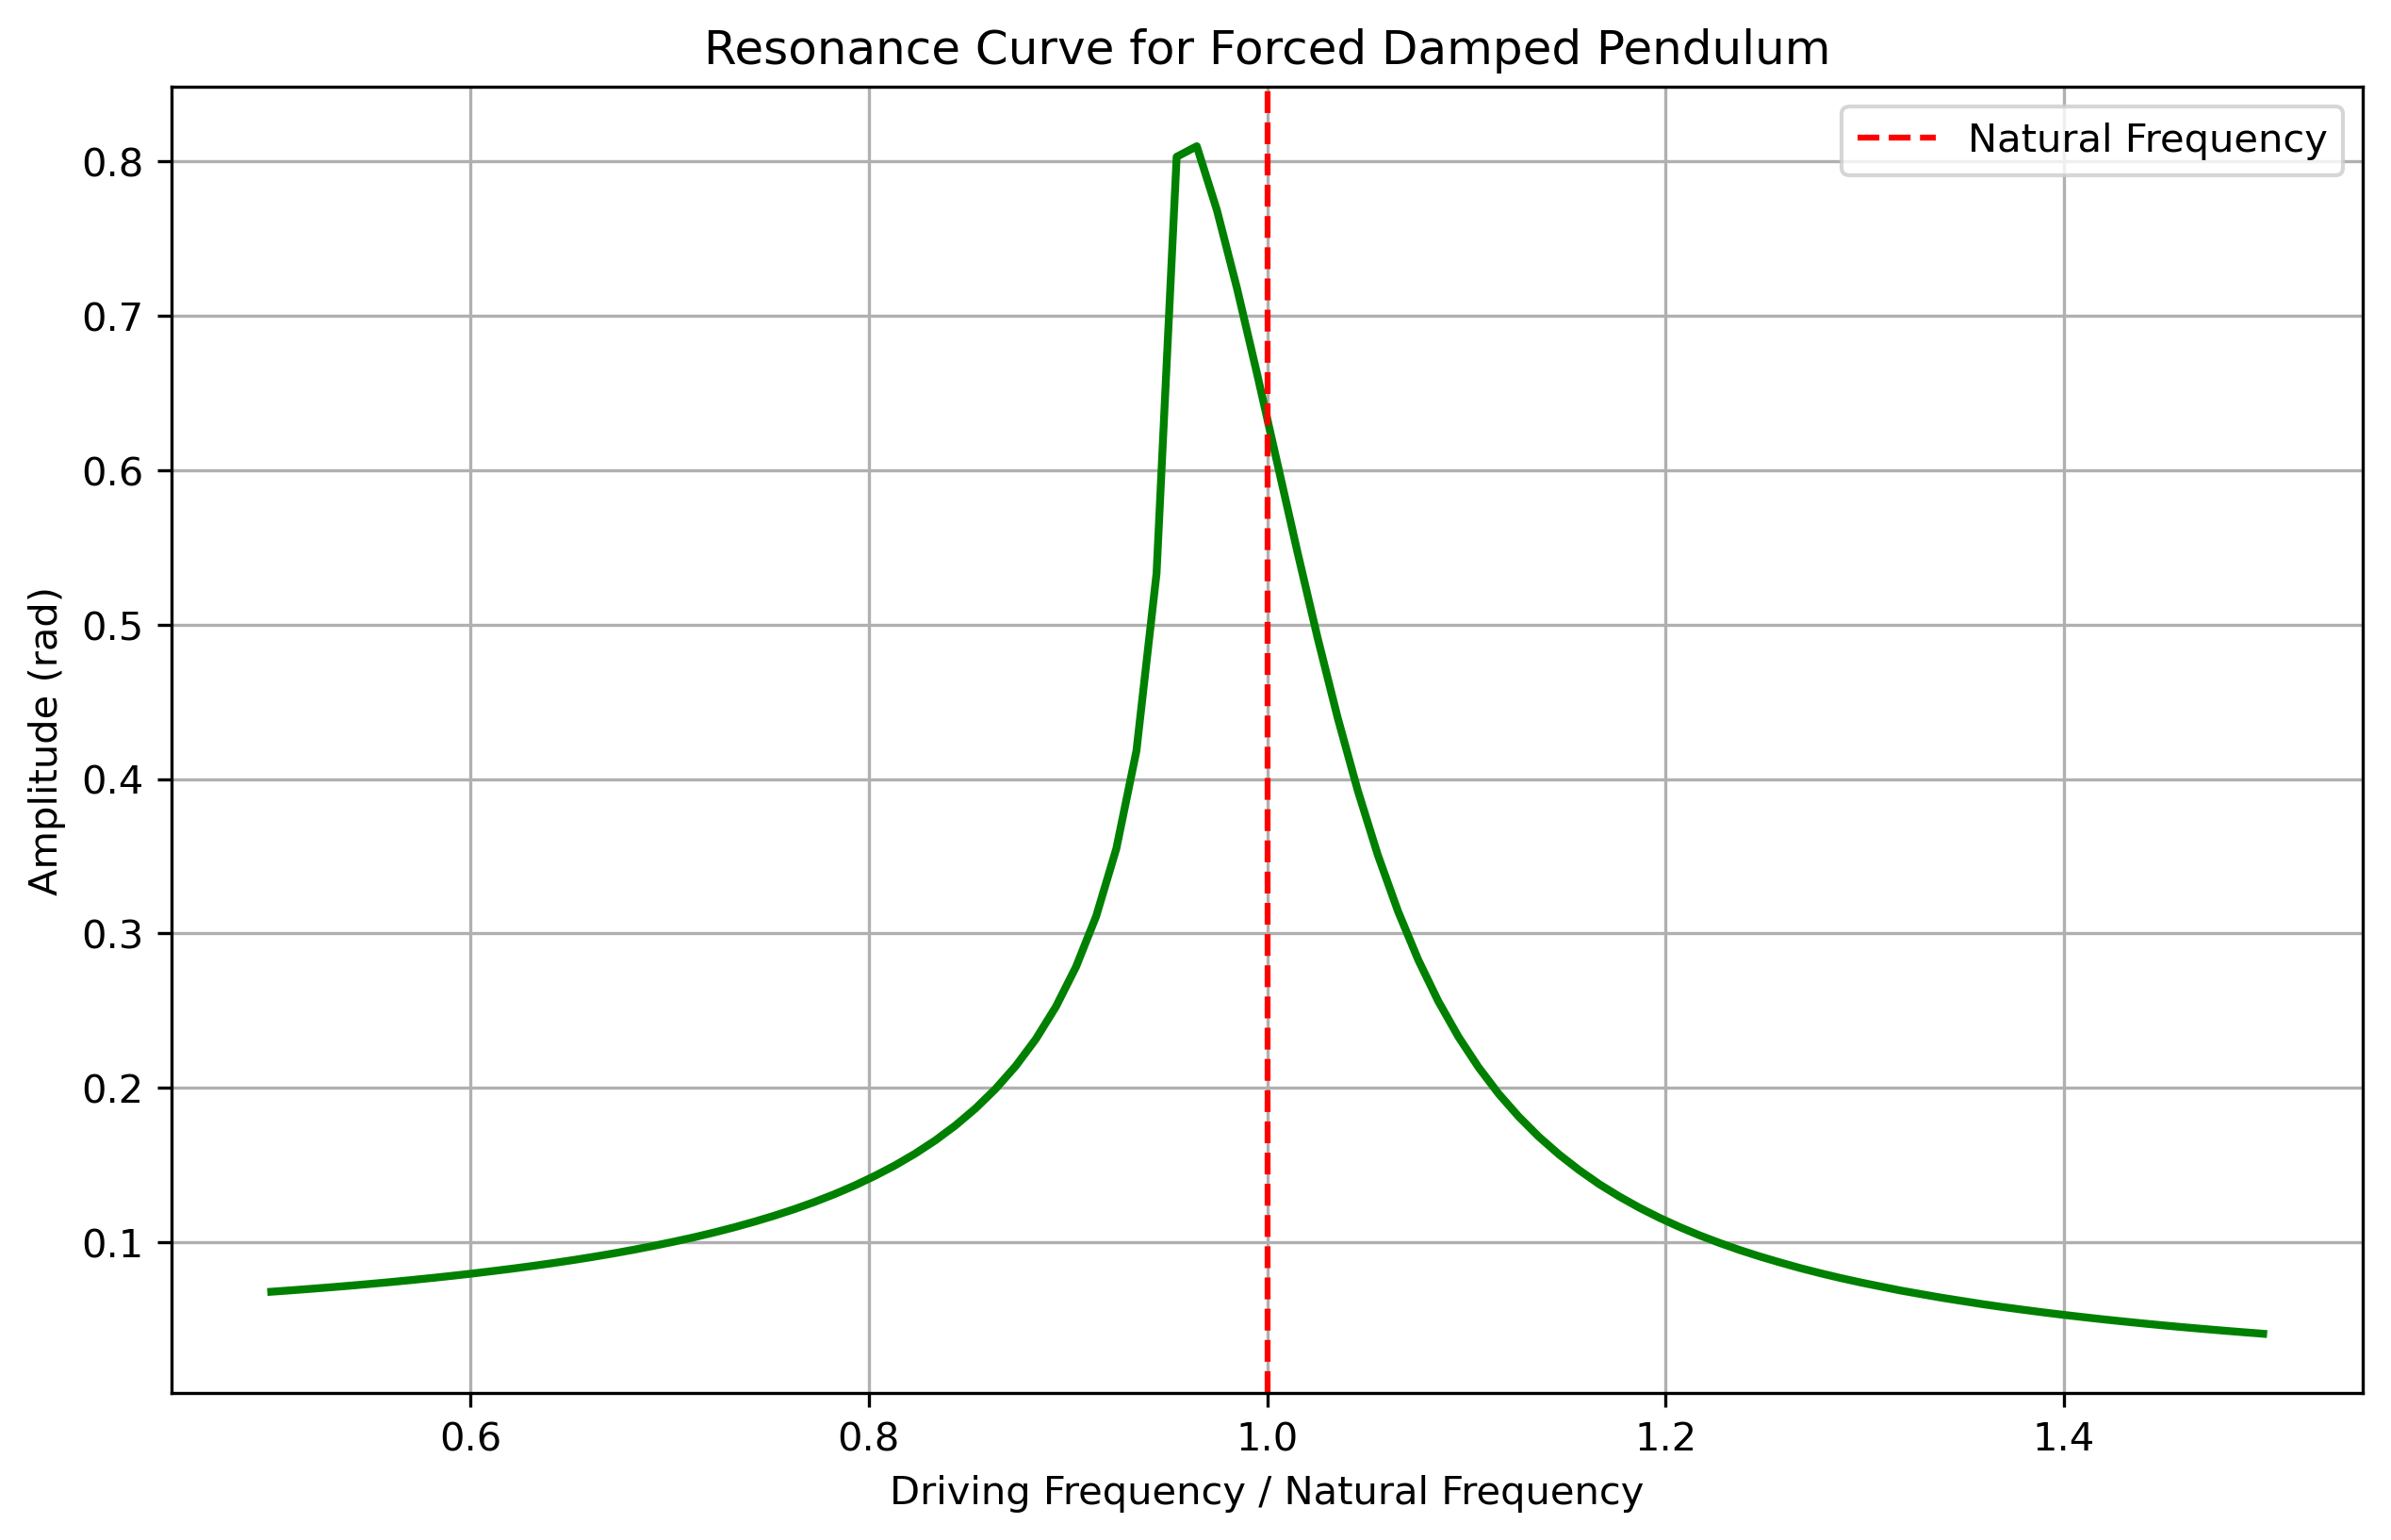 Resonance Curve for Forced Damped Pendulum
Natural Frequency
Amplitude (rad)
0.8
0.7
0.6
0.5
0.4
0.3
0.2
0.1
0.6 0.8 1.0 1.2 1.4
Driving Frequency / Natural Frequency